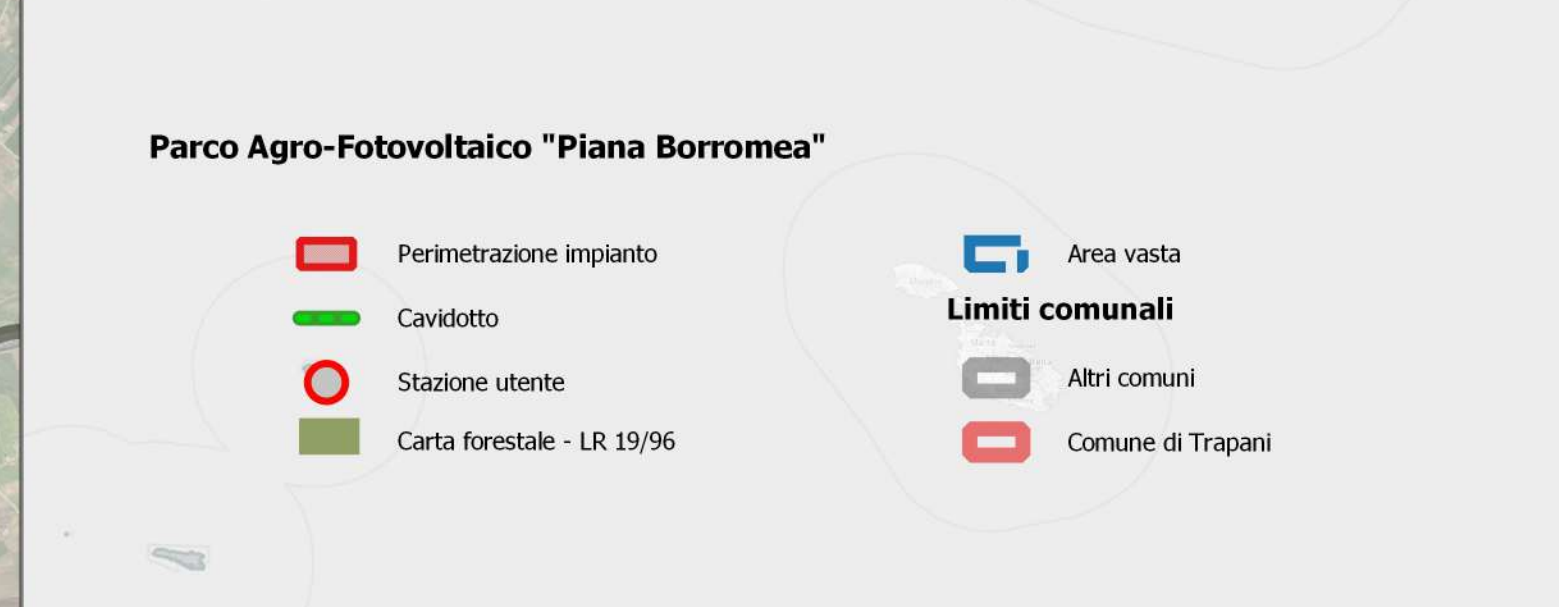 Parco Agro-Fotovoltaico "Piana Borromea"
Perimetrazione impianto
Cavidotto
Stazione utente
Carta forestale - LR 19/96
Area vasta
Limiti comunali
Altri comuni
Comune di Trapani